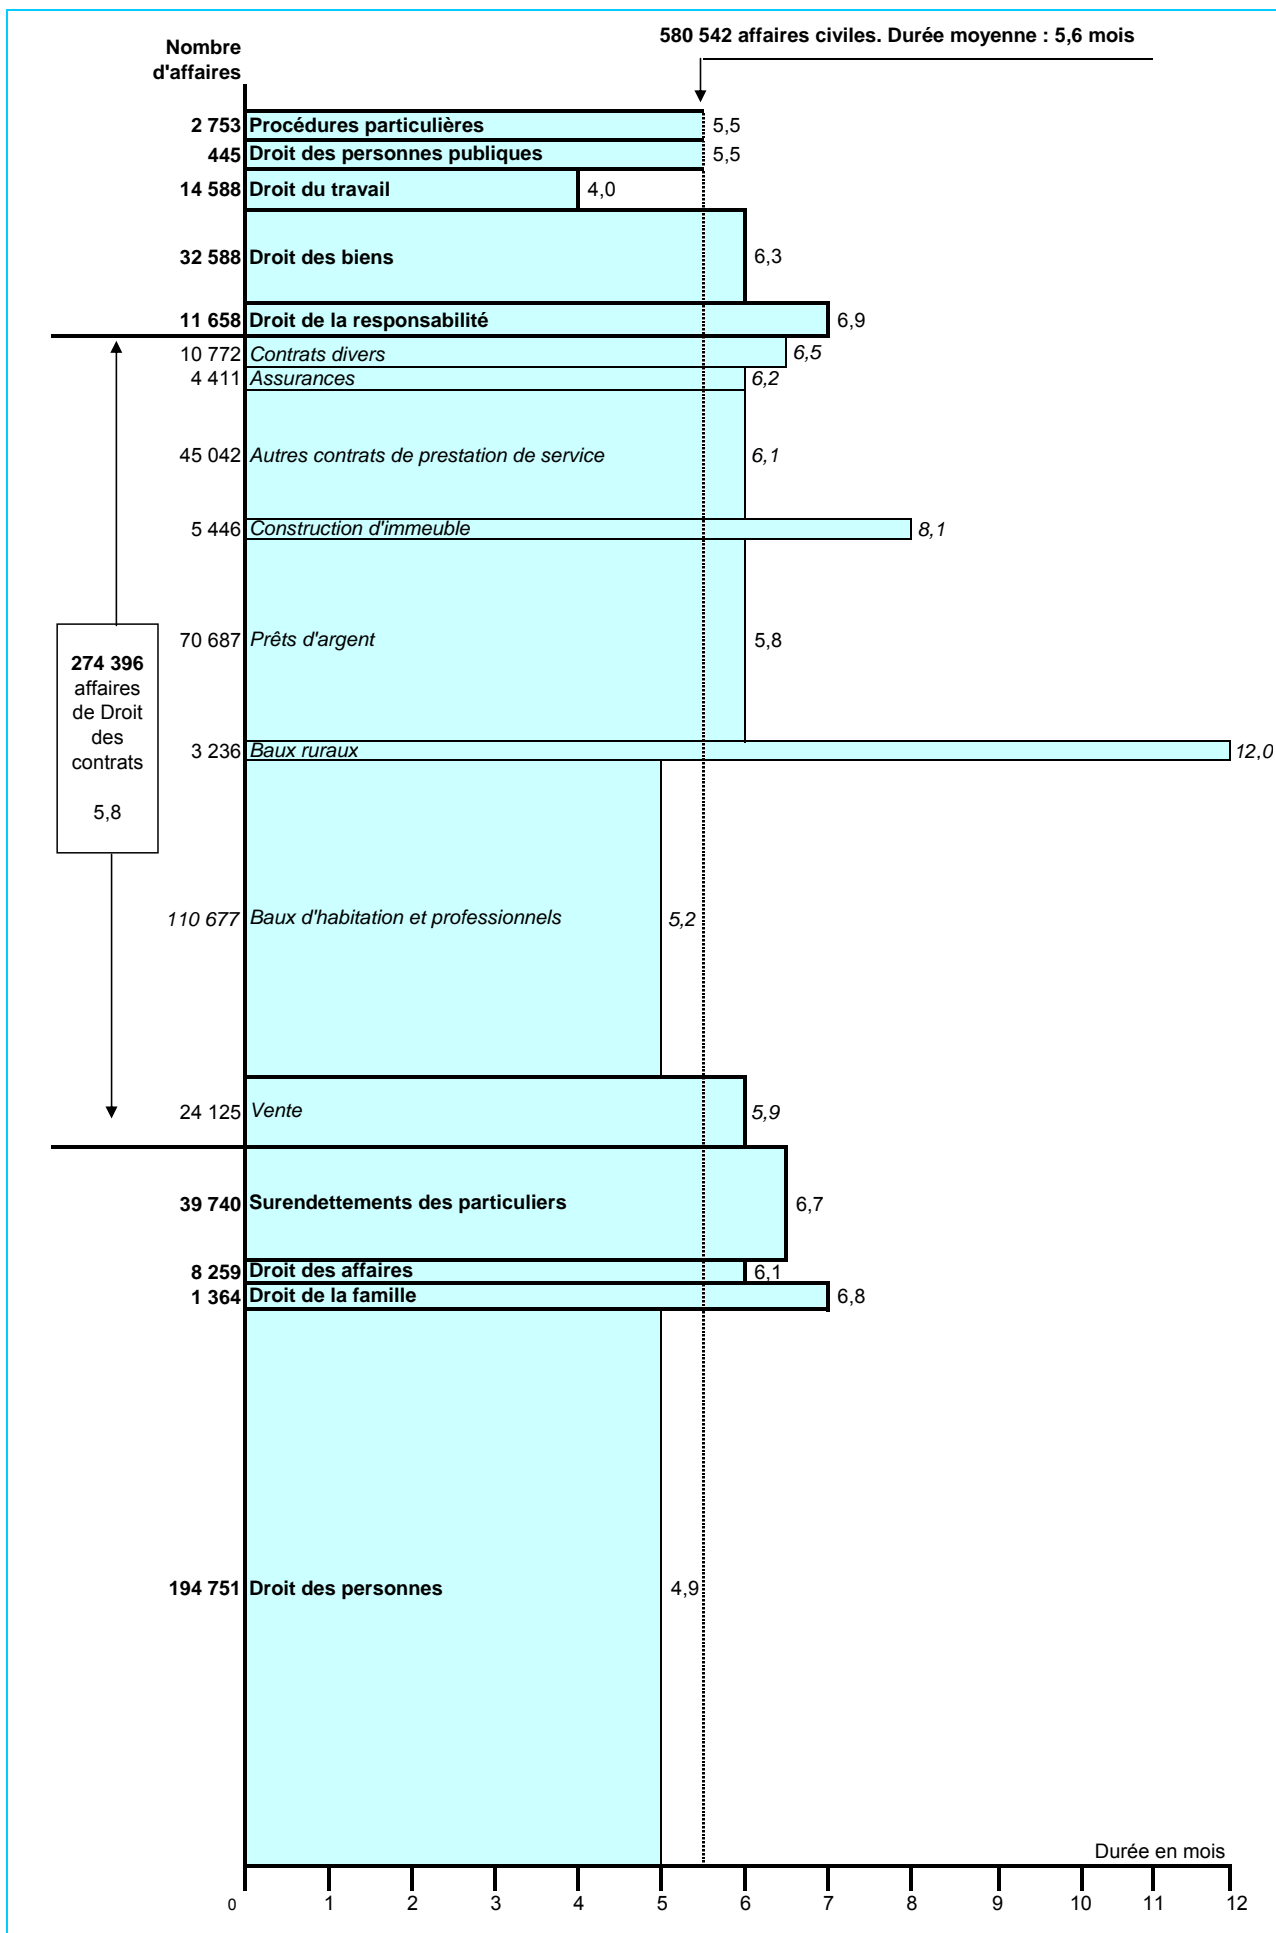 580 542 affaires civiles. Durée moyenne : 5,6 mois
Nombre
d'affaires
2 753 Procédures particulières 5,5
445 Droit des personnes publiques 5,5
14 588 Droit du travail 4,0
32 588 Droit des biens 6,3
11 658 Droit de la responsabilité 6,9
10 772 Contrats divers 6,5
4 411 Assurances 6,2
45 042 Autres contrats de prestation de service 6,1
5 446 Construction d'immeuble 8,1
70 687 Prêts d'argent 5,8
274 396
affaires
de Droit
des
contrats
5,8
3 236 Baux ruraux 12,0
110 677 Baux d'habitation et professionnels 5,2
24 125 Vente 5,9
39 740 Surendettements des particuliers 6,7
8 259 Droit des affaires 6,1
1 364 Droit de la famille 6,8
194 751 Droit des personnes 4,9
Durée en mois
0 1 2 3 4 5 6 7 8 9 10 11 12